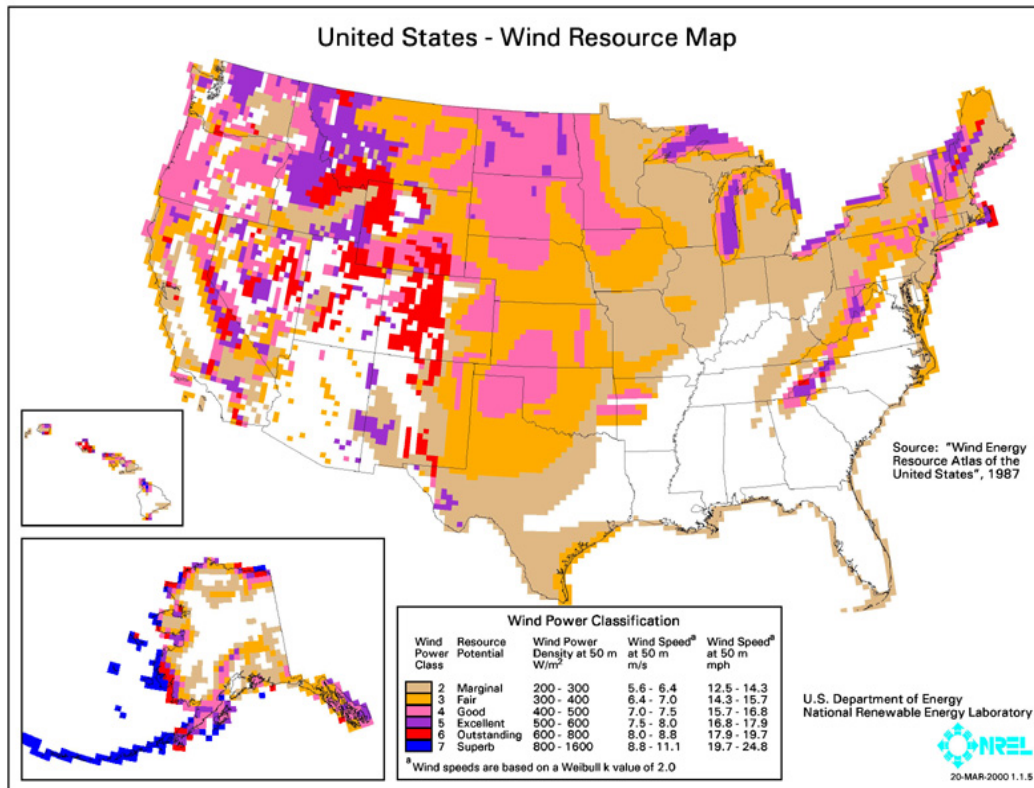 United States - Wind Resource Map
Source: "Wind Energy
Resource Atlas of the
United States", 1987
Wind Power Classification
Wind Power Class Resource Potential Wind Power Density at 50 m W/m² Wind Speedᵃ at 50 m m/s Wind Speedᵃ at 50 m mph
2 Marginal 200 - 300 5.6 - 6.4 12.5 - 14.3
3 Fair 300 - 400 6.4 - 7.0 14.3 - 15.7
4 Good 400 - 500 7.0 - 7.5 15.7 - 16.8
5 Excellent 500 - 600 7.5 - 8.0 16.8 - 17.9
6 Outstanding 600 - 800 8.0 - 8.8 17.9 - 19.7
7 Superb 800 - 1600 8.8 - 11.1 19.7 - 24.8
ᵃ Wind speeds are based on a Weibull k value of 2.0
U.S. Department of Energy
National Renewable Energy Laboratory
NREL
20-MAR-2000 1.1.5